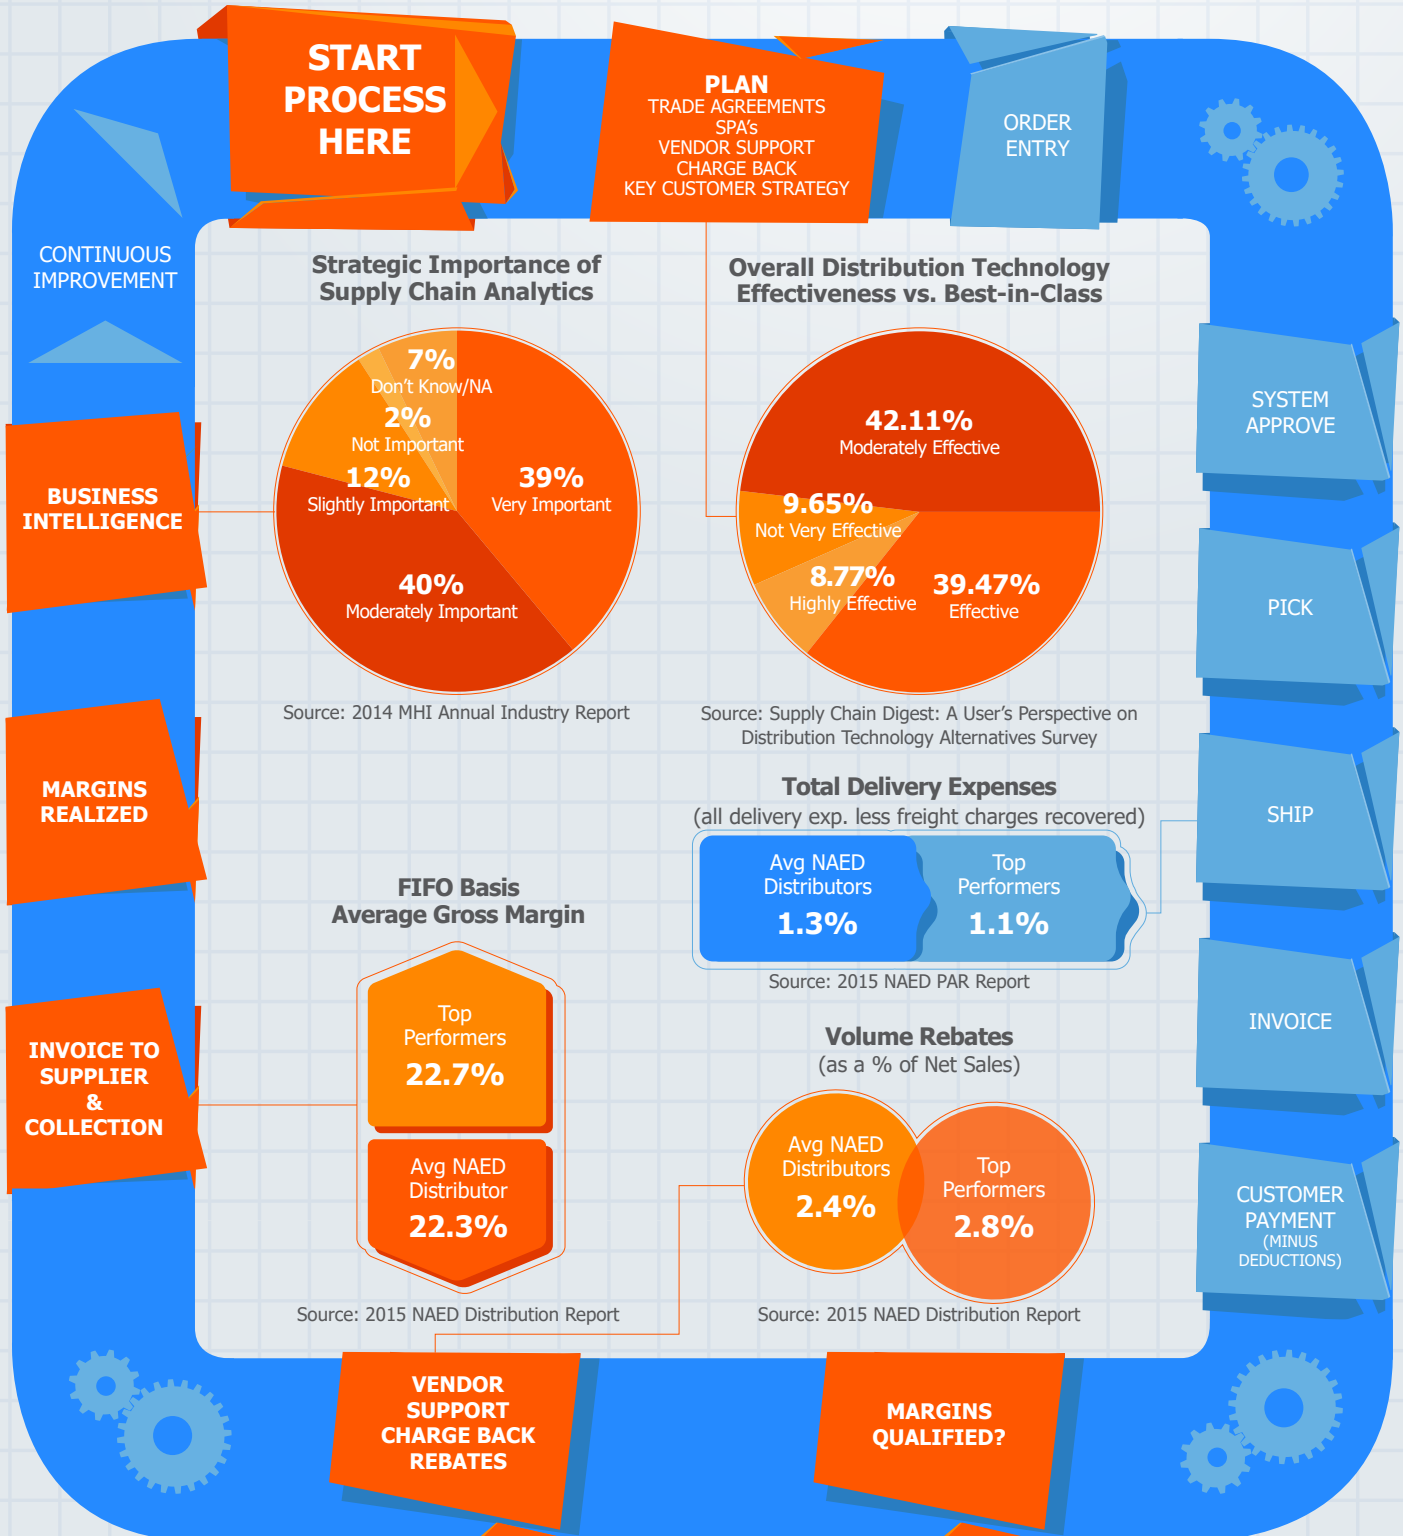 START
PROCESS
HERE
PLAN
TRADE AGREEMENTS
SPA's
VENDOR SUPPORT
CHARGE BACK
KEY CUSTOMER STRATEGY
ORDER
ENTRY
CONTINUOUS
IMPROVEMENT
Strategic Importance of
Supply Chain Analytics
7%
Don't Know/NA
2%
Not Important
12%
Slightly Important
39%
Very Important
40%
Moderately Important
Source: 2014 MHI Annual Industry Report
Overall Distribution Technology
Effectiveness vs. Best-in-Class
42.11%
Moderately Effective
9.65%
Not Very Effective
8.77%
Highly Effective
39.47%
Effective
Source: Supply Chain Digest: A User's Perspective on
Distribution Technology Alternatives Survey
SYSTEM
APPROVE
PICK
SHIP
INVOICE
CUSTOMER
PAYMENT
(MINUS
DEDUCTIONS)
BUSINESS
INTELLIGENCE
MARGINS
REALIZED
INVOICE TO
SUPPLIER
&
COLLECTION
Total Delivery Expenses
(all delivery exp. less freight charges recovered)
Avg NAED
Distributors
1.3%
Top
Performers
1.1%
Source: 2015 NAED PAR Report
FIFO Basis
Average Gross Margin
Top
Performers
22.7%
Avg NAED
Distributor
22.3%
Source: 2015 NAED Distribution Report
Volume Rebates
(as a % of Net Sales)
Avg NAED
Distributors
2.4%
Top
Performers
2.8%
Source: 2015 NAED Distribution Report
VENDOR
SUPPORT
CHARGE BACK
REBATES
MARGINS
QUALIFIED?